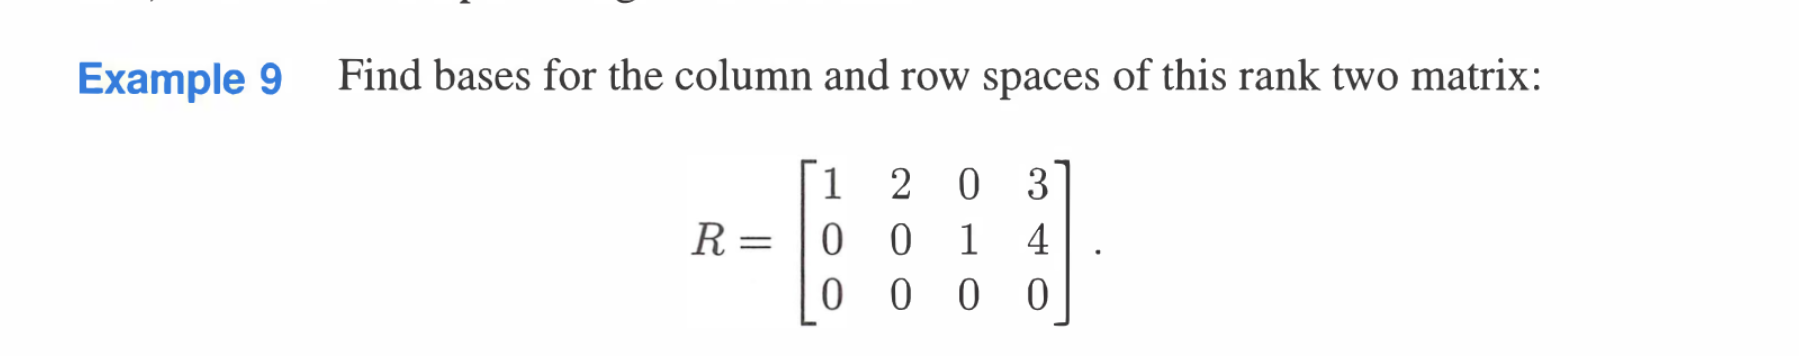 Example 9 Find bases for the column and row spaces of this rank two matrix:
R = [1 2 0 3
0 0 1 4
0 0 0 0].